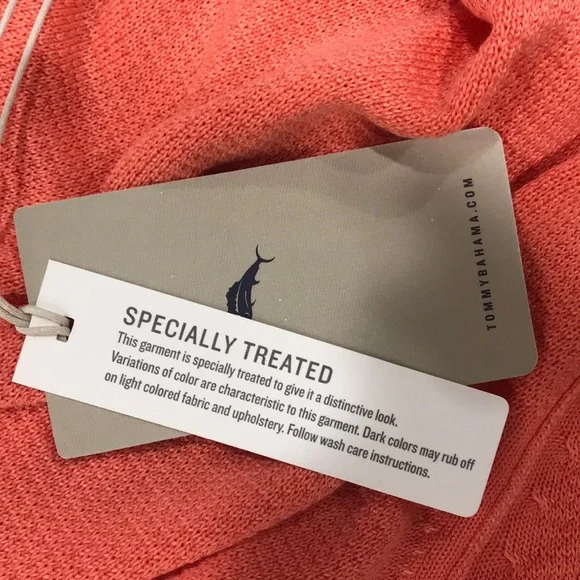 TOMMYBAHAMA.COM
SPECIALLY TREATED
This garment is specially treated to give it a distinctive look.
Variations of color are characteristic to this garment. Dark colors may rub off
on light colored fabric and upholstery. Follow wash care instructions.